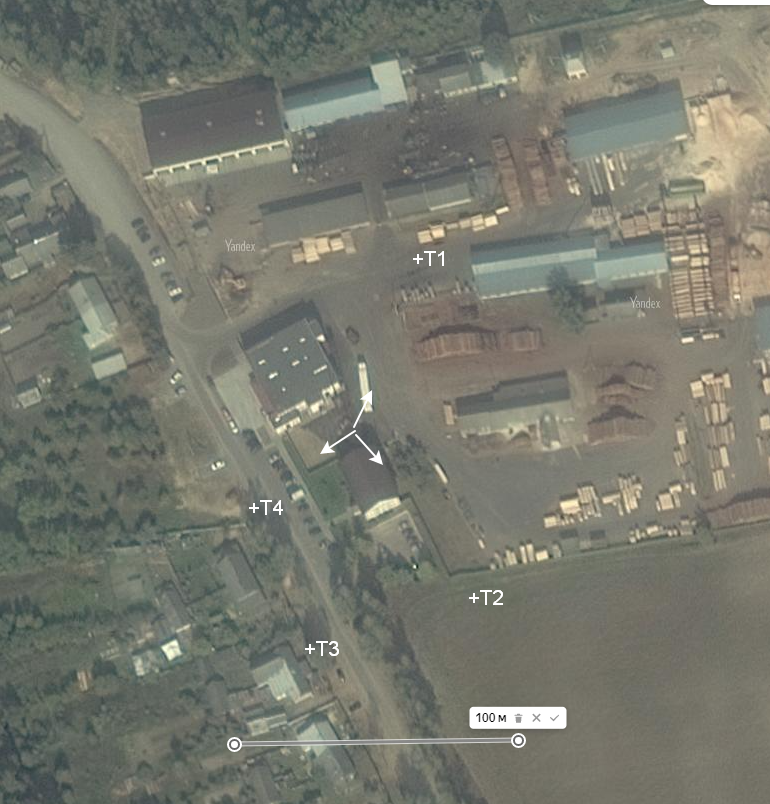 Yandex
+T1
Yandex
+T4
+T2
+T3
100 м